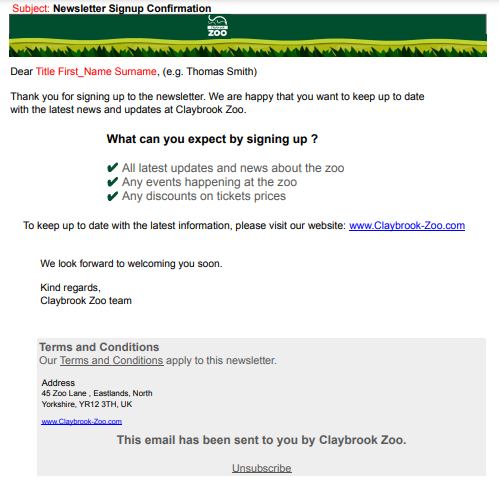 Subject: Newsletter Signup Confirmation
ZOO
Dear Title First_Name Surname, (e.g. Thomas Smith)
Thank you for signing up to the newsletter. We are happy that you want to keep up to date
with the latest news and updates at Claybrook Zoo.
What can you expect by signing up ?
✔ All latest updates and news about the zoo
✔ Any events happening at the zoo
✔ Any discounts on tickets prices
To keep up to date with the latest information, please visit our website: www.Claybrook-Zoo.com
We look forward to welcoming you soon.
Kind regards,
Claybrook Zoo team
Terms and Conditions
Our Terms and Conditions apply to this newsletter.
Address
45 Zoo Lane , Eastlands, North
Yorkshire, YR12 3TH, UK
www.Claybrook-Zoo.com
This email has been sent to you by Claybrook Zoo.
Unsubscribe